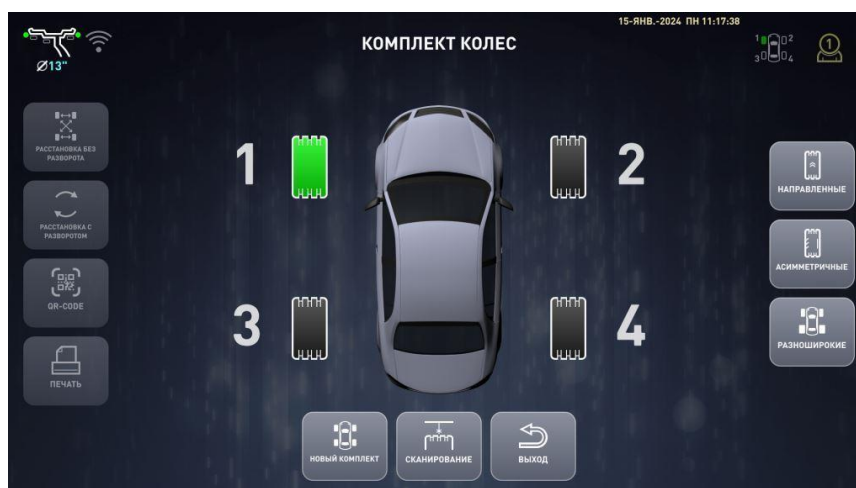 15-ЯНВ.-2024 ПН 11:17:38
КОМПЛЕКТ КОЛЕС
Ø13"
1 2
3 4
1
РАССТАНОВКА БЕЗ
РАЗВОРОТА
РАССТАНОВКА С
РАЗВОРОТОМ
QR-CODE
ПЕЧАТЬ
1
2
3
4
НАПРАВЛЕННЫЕ
АСИММЕТРИЧНЫЕ
РАЗНОШИРОКИЕ
НОВЫЙ КОМПЛЕКТ
СКАНИРОВАНИЕ
ВЫХОД